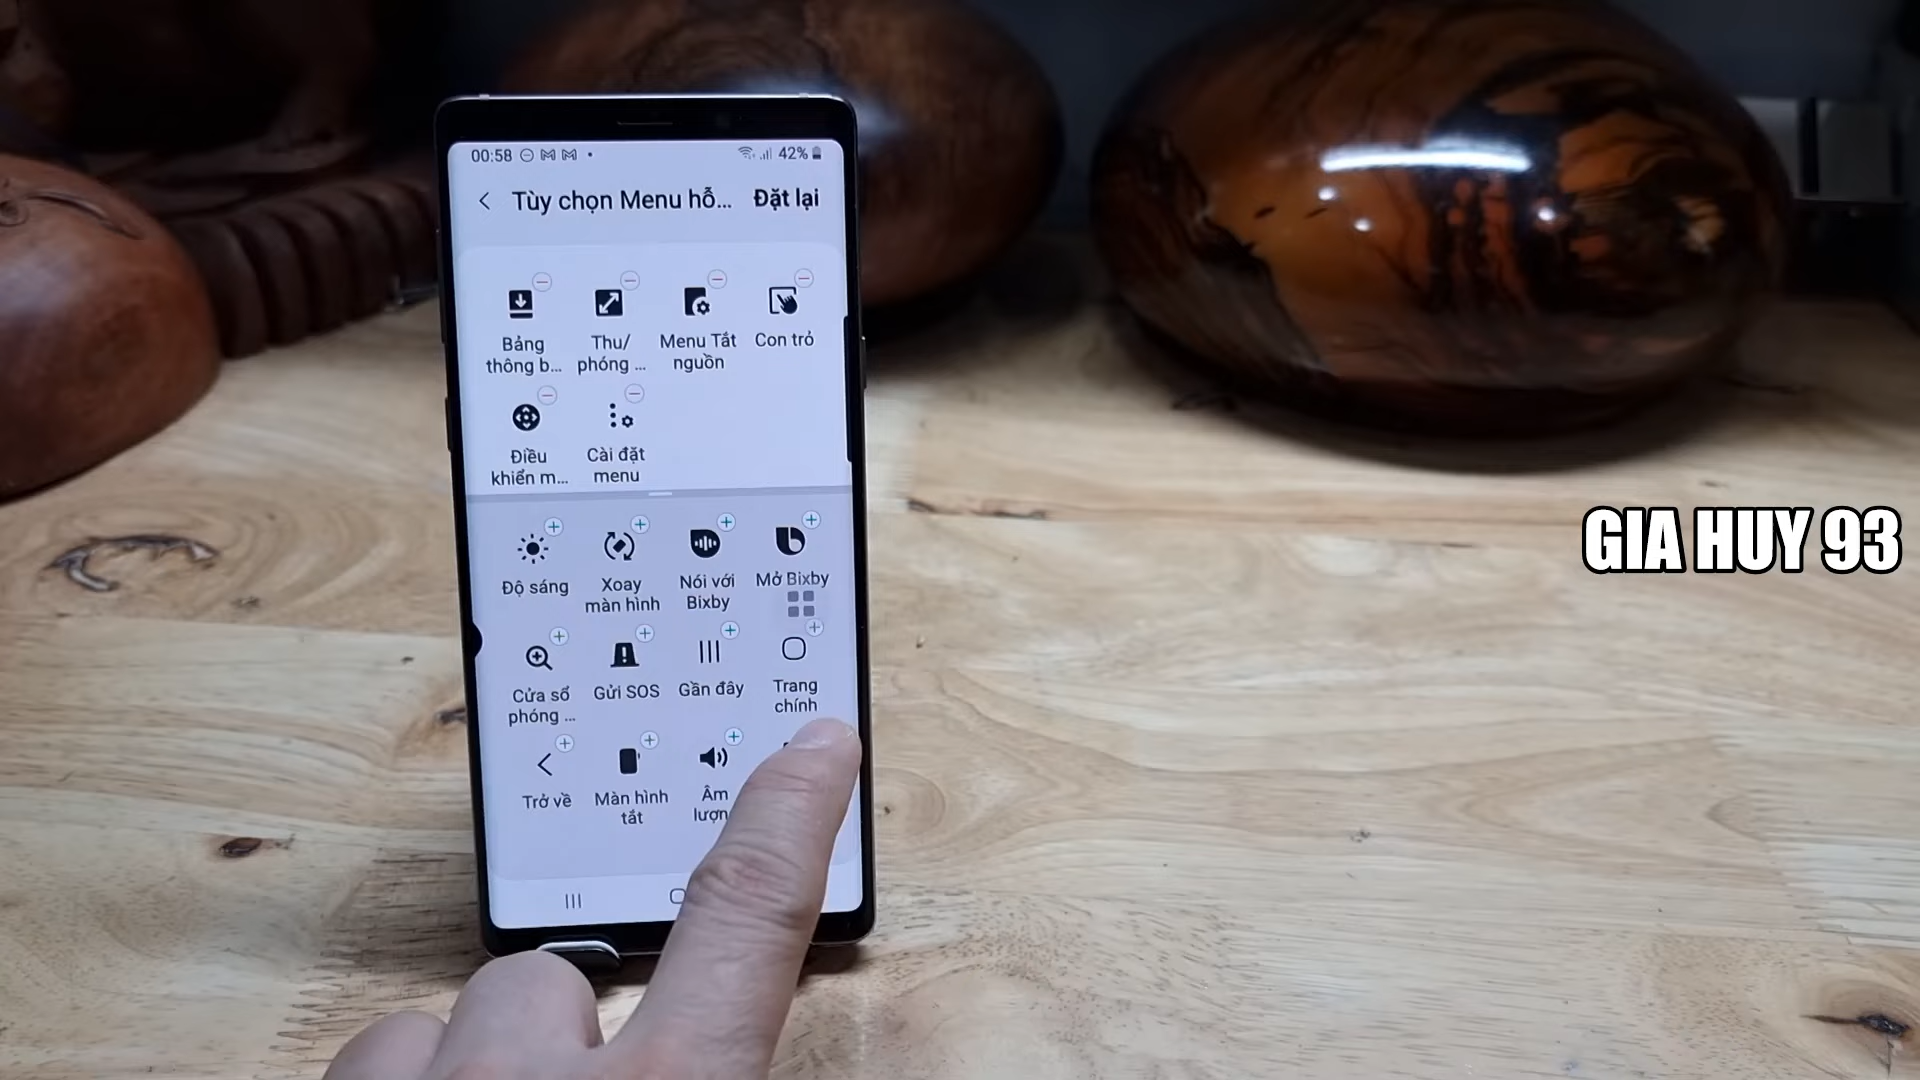 00:58
42%
Tùy chọn Menu hỗ... Đặt lại
Bảng
thông b...
Thu/
phóng ...
Menu Tắt
nguồn
Con trỏ
Điều
khiển m...
Cài đặt
menu
Độ sáng
Xoay
màn hình
Nói với
Bixby
Mở Bixby
Cửa sổ
phóng ...
Gửi SOS
Gần đây
Trang
chính
Trở về
Màn hình
tắt
Âm
lượn
GIA HUY 93